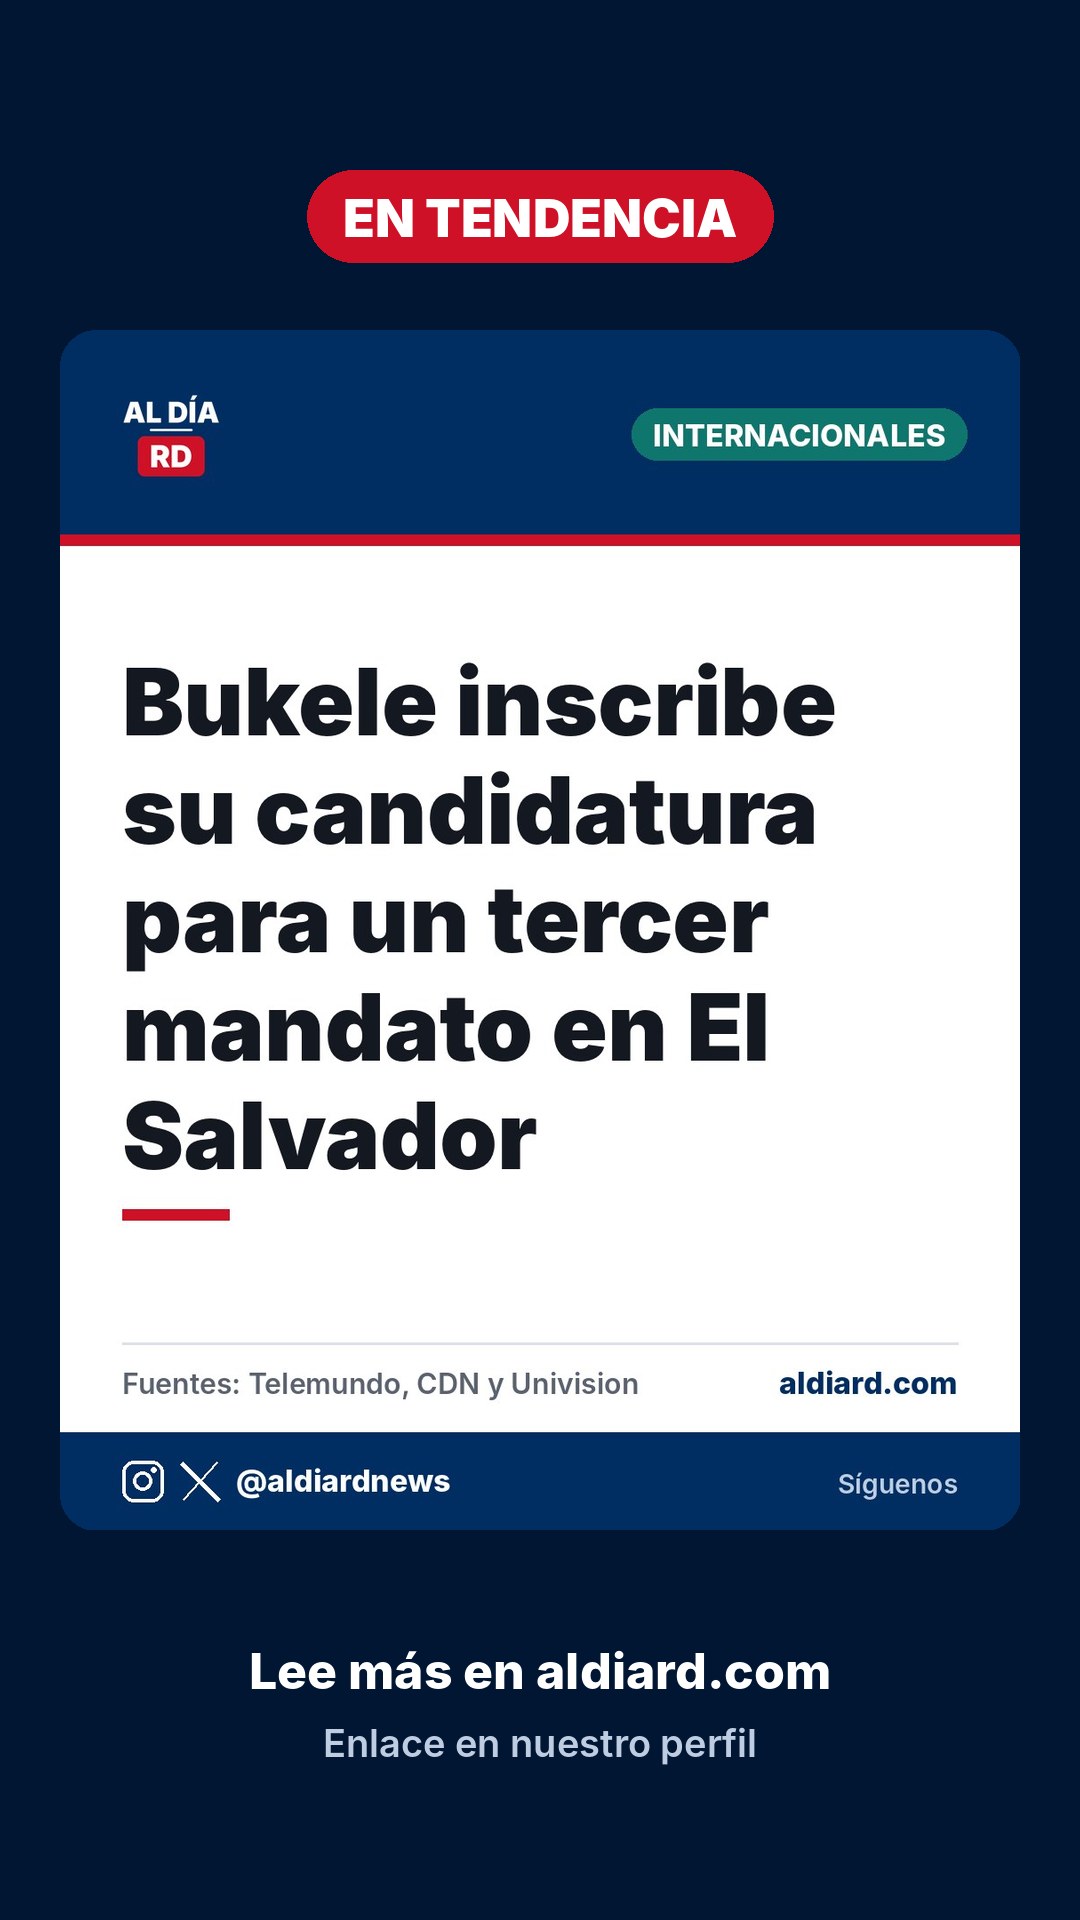 EN TENDENCIA
AL DÍA
RD
INTERNACIONALES
Bukele inscribe
su candidatura
para un tercer
mandato en El
Salvador
Fuentes: Telemundo, CDN y Univision
aldiard.com
@aldiardnews
Síguenos
Lee más en aldiard.com
Enlace en nuestro perfil